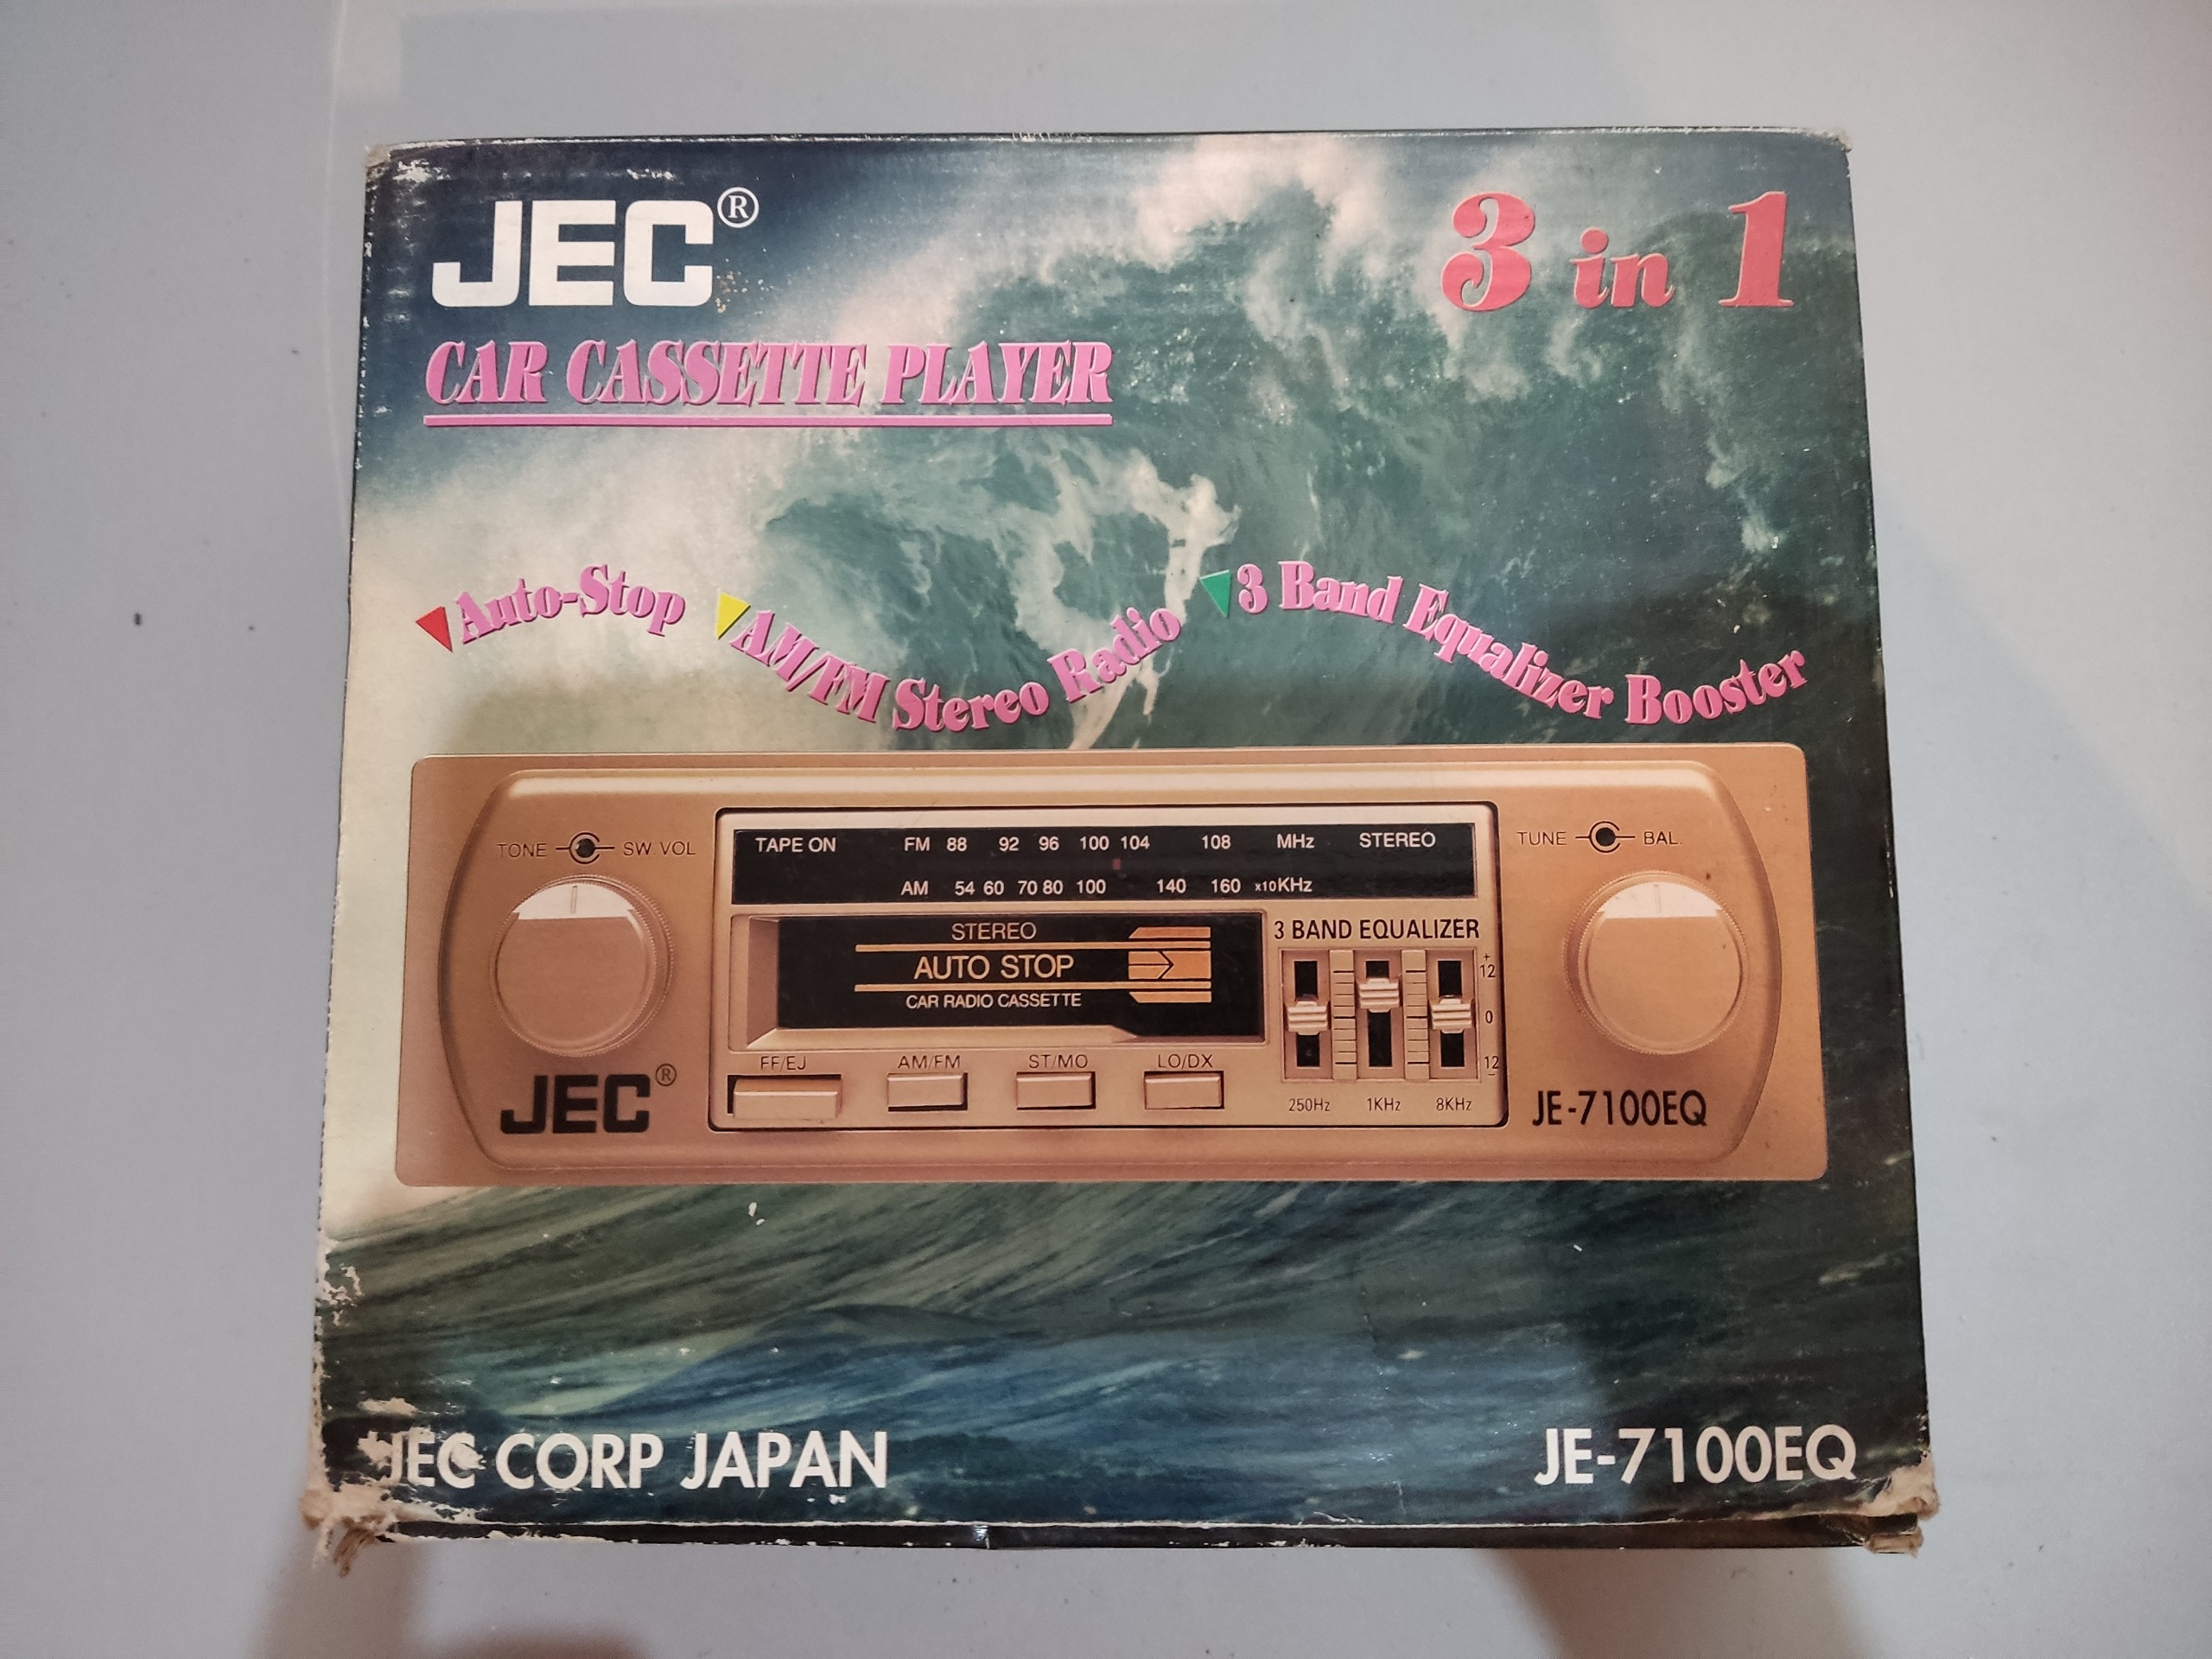 JEC®
3 in 1
CAR CASSETTE PLAYER
Auto-Stop
AM/FM Stereo Radio
3 Band Equalizer Booster
TONE SW.VOL
TAPE ON FM 88 92 96 100 104 108 MHz STEREO
AM 54 60 70 80 100 140 160 x10KHz
TUNE BAL.
STEREO
AUTO STOP
CAR RADIO CASSETTE
3 BAND EQUALIZER
+
12
0
12
-
FF/EJ AM/FM ST/MO LO/DX
250Hz 1KHz 8KHz
JEC®
JE-7100EQ
JEC CORP JAPAN
JE-7100EQ